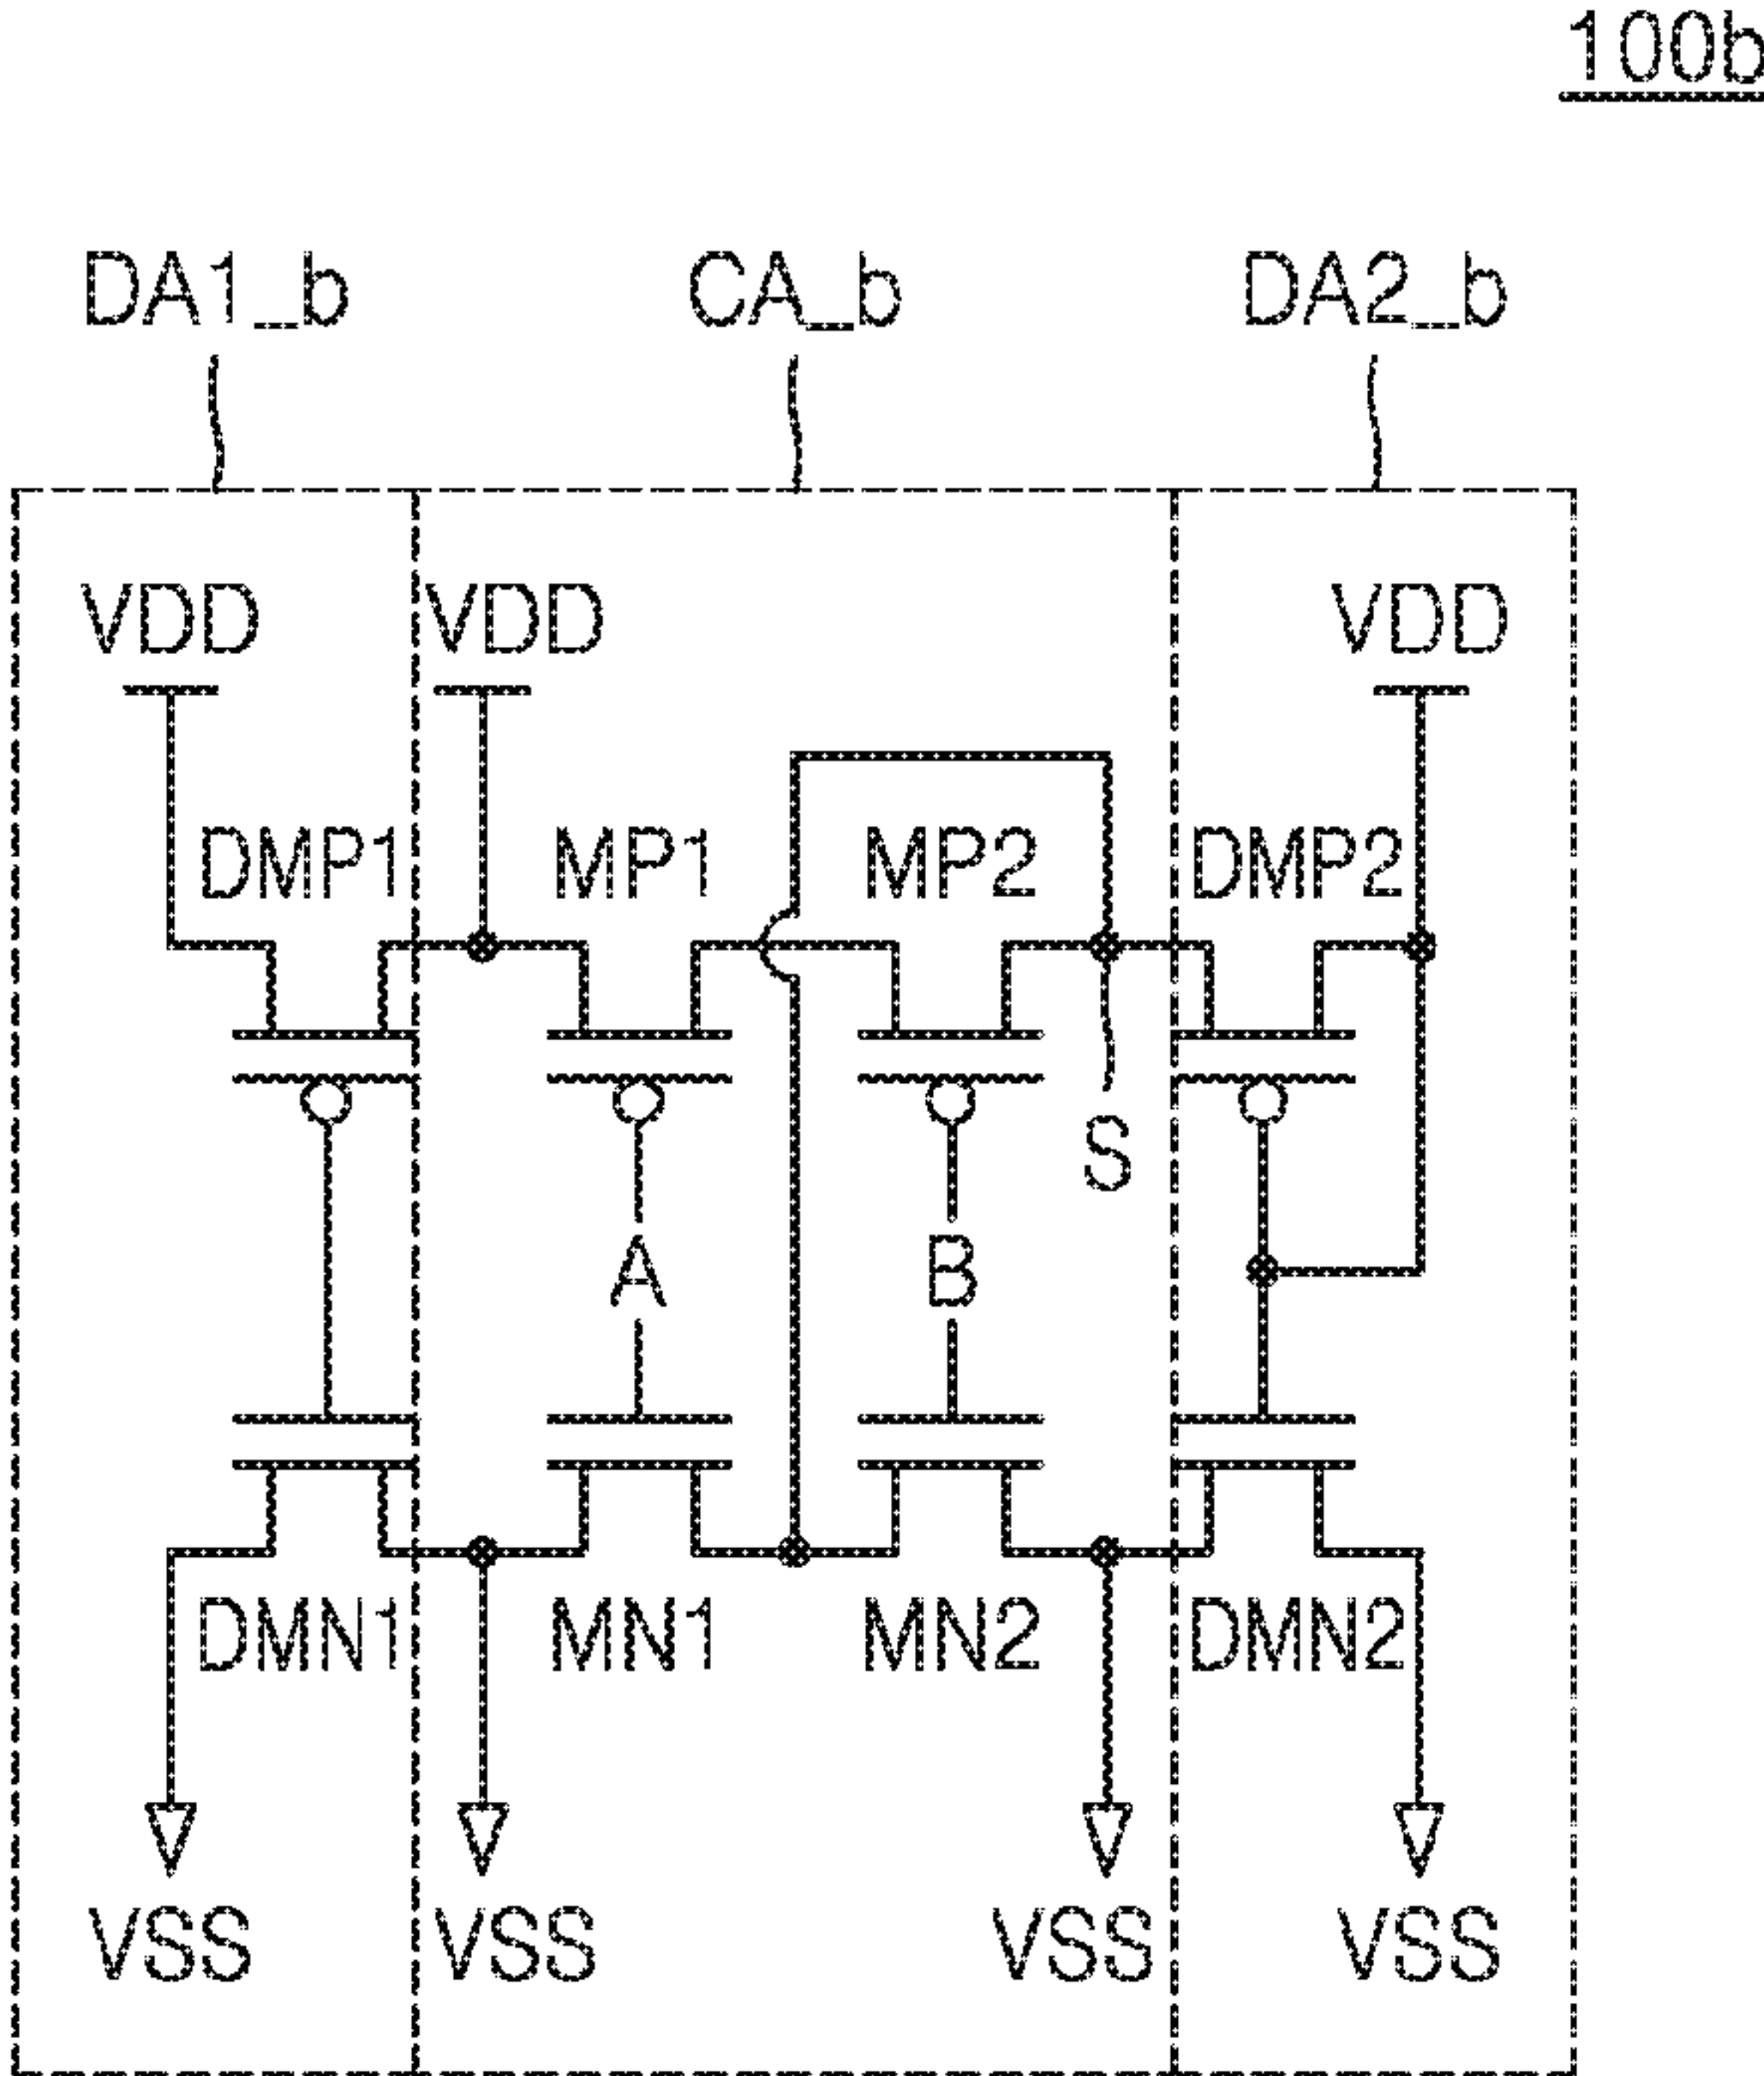 100b
DA1_b CA_b DA2_b
VDD VDD VDD
DMP1 MP1 MP2 DMP2
S
A B
DMN1 MN1 MN2 DMN2
VSS VSS VSS VSS